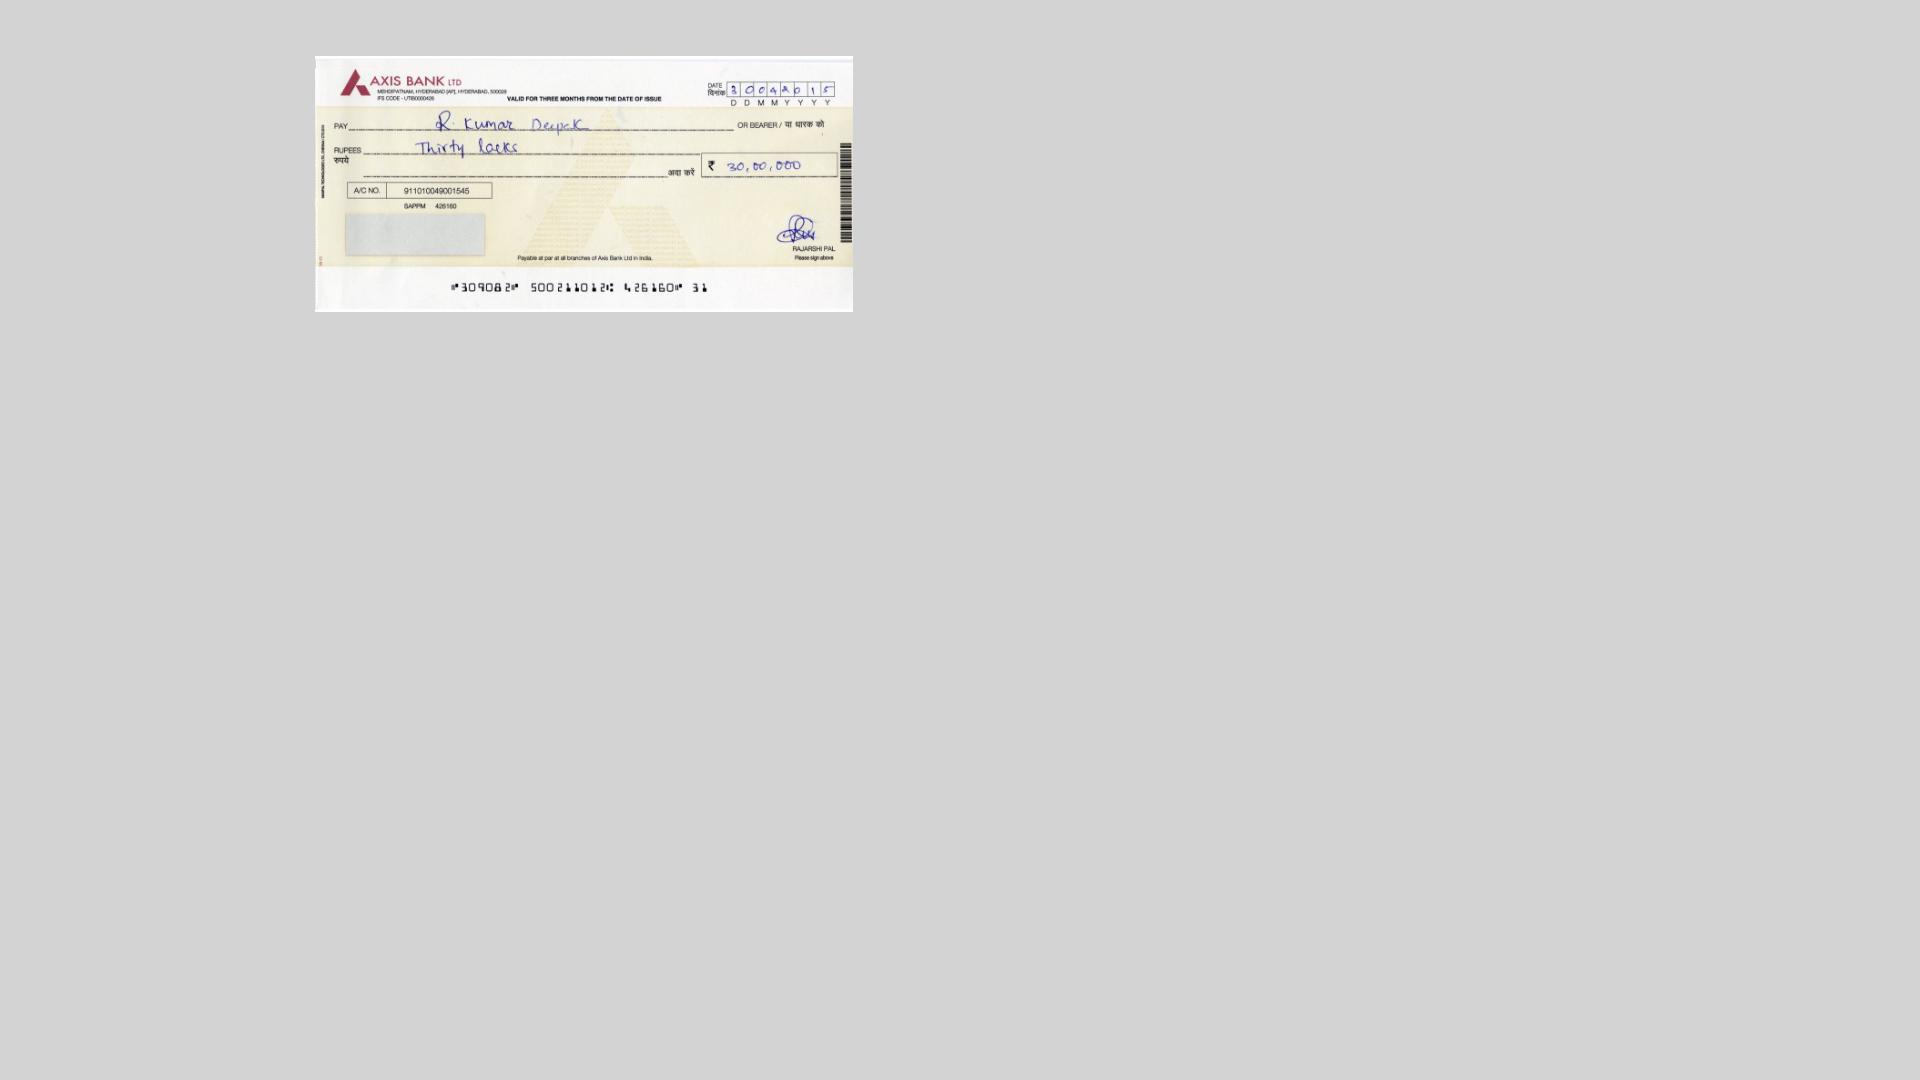 AXIS BANK LTD
MEHDIPATNAM, HYDERABAD [AP], HYDERABAD, 500028
IFS CODE - UTIB0000426
VALID FOR THREE MONTHS FROM THE DATE OF ISSUE
DATE
दिनांक 3 0 0 4 2 0 1 5
D D M M Y Y Y Y
PAY R. Kumar Deepak OR BEARER / या धारक को
RUPEES Thirty lacks
रुपये
अदा करें ₹ 30,00,000
A/C NO. 911010049001545
SAPPM 426160
RAJARSHI PAL
Payable at par at all branches of Axis Bank Ltd in India.
Please sign above
⑈309082⑈ 500211012⑆ 426160⑈ 31